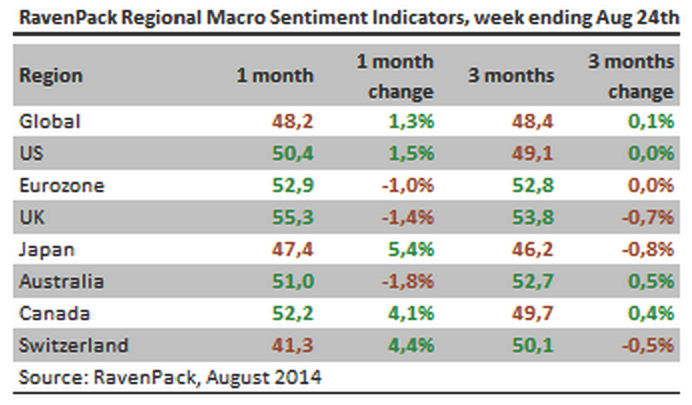 RavenPack Regional Macro Sentiment Indicators, week ending Aug 24th
Region 1 month 1 month change 3 months 3 months change
Global 48,2 1,3% 48,4 0,1%
US 50,4 1,5% 49,1 0,0%
Eurozone 52,9 -1,0% 52,8 0,0%
UK 55,3 -1,4% 53,8 -0,7%
Japan 47,4 5,4% 46,2 -0,8%
Australia 51,0 -1,8% 52,7 0,5%
Canada 52,2 4,1% 49,7 0,4%
Switzerland 41,3 4,4% 50,1 -0,5%
Source: RavenPack, August 2014